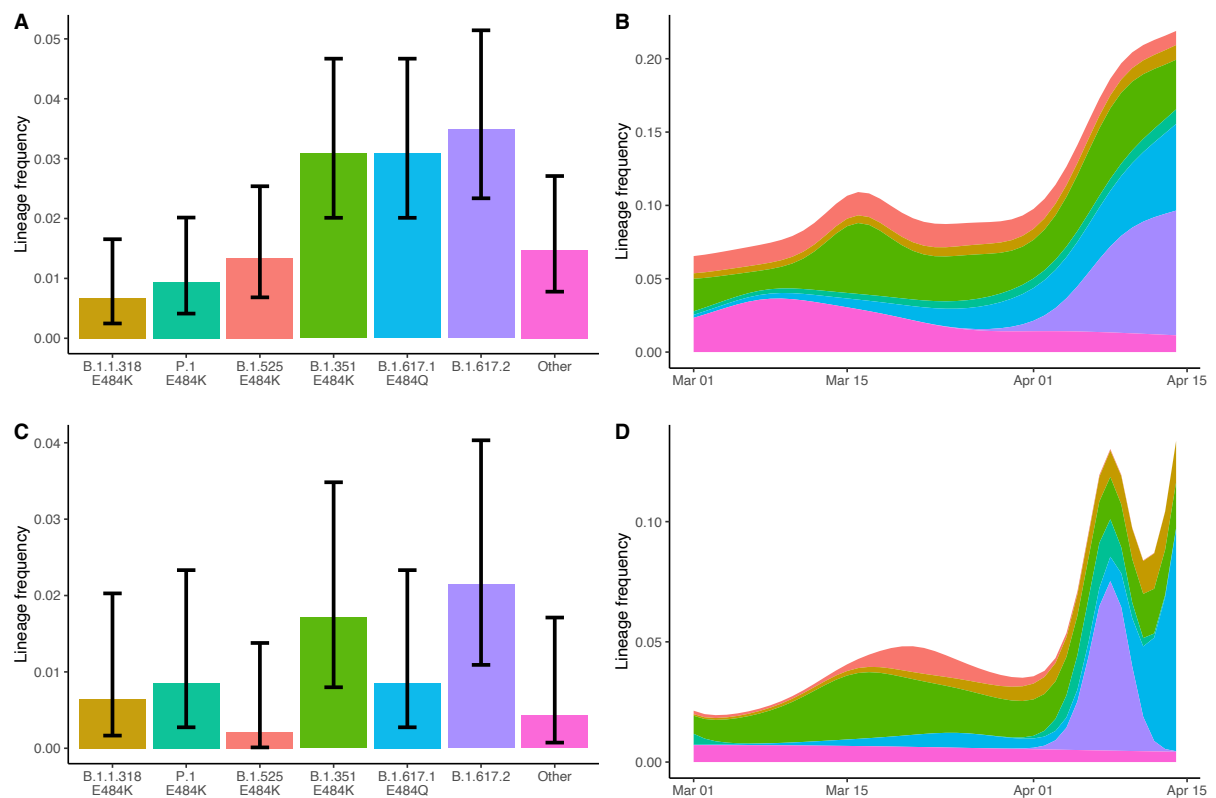 A
Lineage frequency
0.05
0.04
0.03
0.02
0.01
0.00
B.1.1.318 P.1 B.1.525 B.1.351 B.1.617.1 B.1.617.2 Other
E484K E484K E484K E484K E484Q
B
Lineage frequency
0.20
0.15
0.10
0.05
0.00
Mar 01 Mar 15 Apr 01 Apr 15
C
Lineage frequency
0.04
0.03
0.02
0.01
0.00
B.1.1.318 P.1 B.1.525 B.1.351 B.1.617.1 B.1.617.2 Other
E484K E484K E484K E484K E484Q
D
Lineage frequency
0.10
0.05
0.00
Mar 01 Mar 15 Apr 01 Apr 15